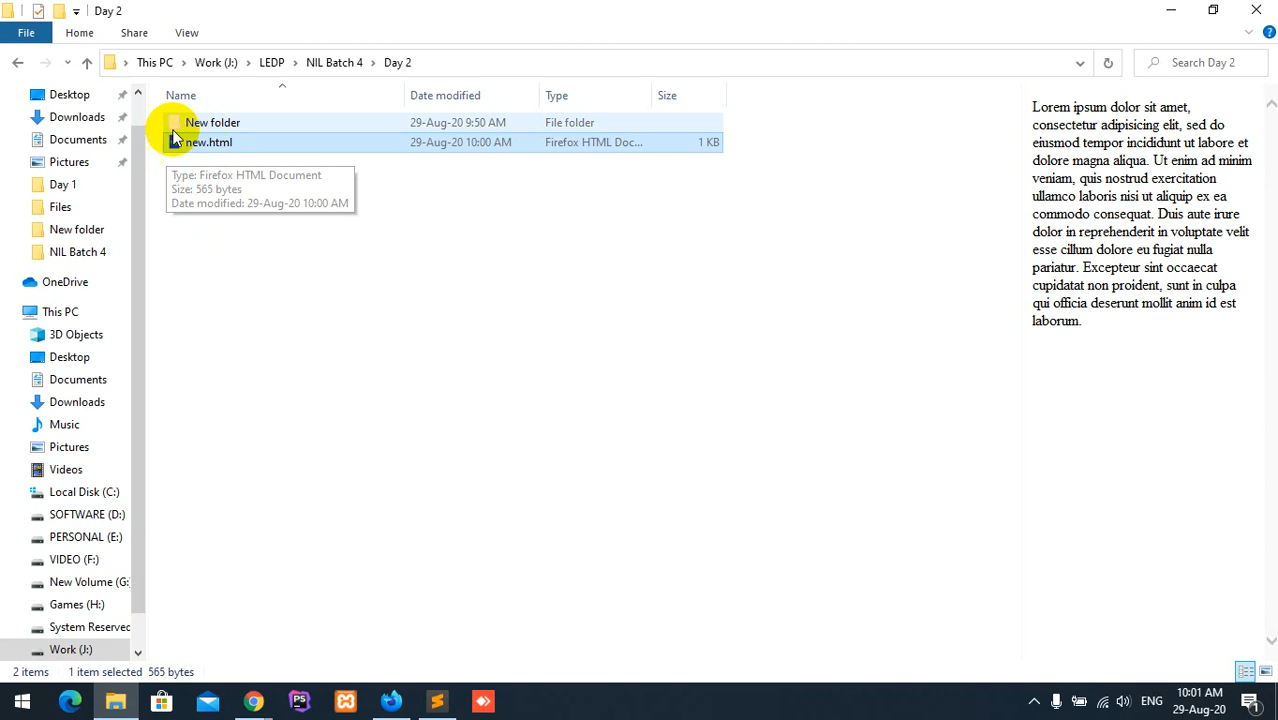 Day 2
File
Home
Share
View
This PC
Work (J:)
LEDP
NIL Batch 4
Day 2
Search Day 2
Name
Date modified
Type
Size
New folder
29-Aug-20 9:50 AM
File folder
new.html
29-Aug-20 10:00 AM
Firefox HTML Doc...
1 KB
Type: Firefox HTML Document
Size: 565 bytes
Date modified: 29-Aug-20 10:00 AM
Desktop
Downloads
Documents
Pictures
Day 1
Files
New folder
NIL Batch 4
OneDrive
This PC
3D Objects
Desktop
Documents
Downloads
Music
Pictures
Videos
Local Disk (C:)
SOFTWARE (D:)
PERSONAL (E:)
VIDEO (F:)
New Volume (G:
Games (H:)
System Reserved
Work (J:)
Lorem ipsum dolor sit amet,
consectetur adipisicing elit, sed do
eiusmod tempor incididunt ut labore et
dolore magna aliqua. Ut enim ad minim
veniam, quis nostrud exercitation
ullamco laboris nisi ut aliquip ex ea
commodo consequat. Duis aute irure
dolor in reprehenderit in voluptate velit
esse cillum dolore eu fugiat nulla
pariatur. Excepteur sint occaecat
cupidatat non proident, sunt in culpa
qui officia deserunt mollit anim id est
laborum.
2 items
1 item selected 565 bytes
PS
ENG
10:01 AM
29-Aug-20
1